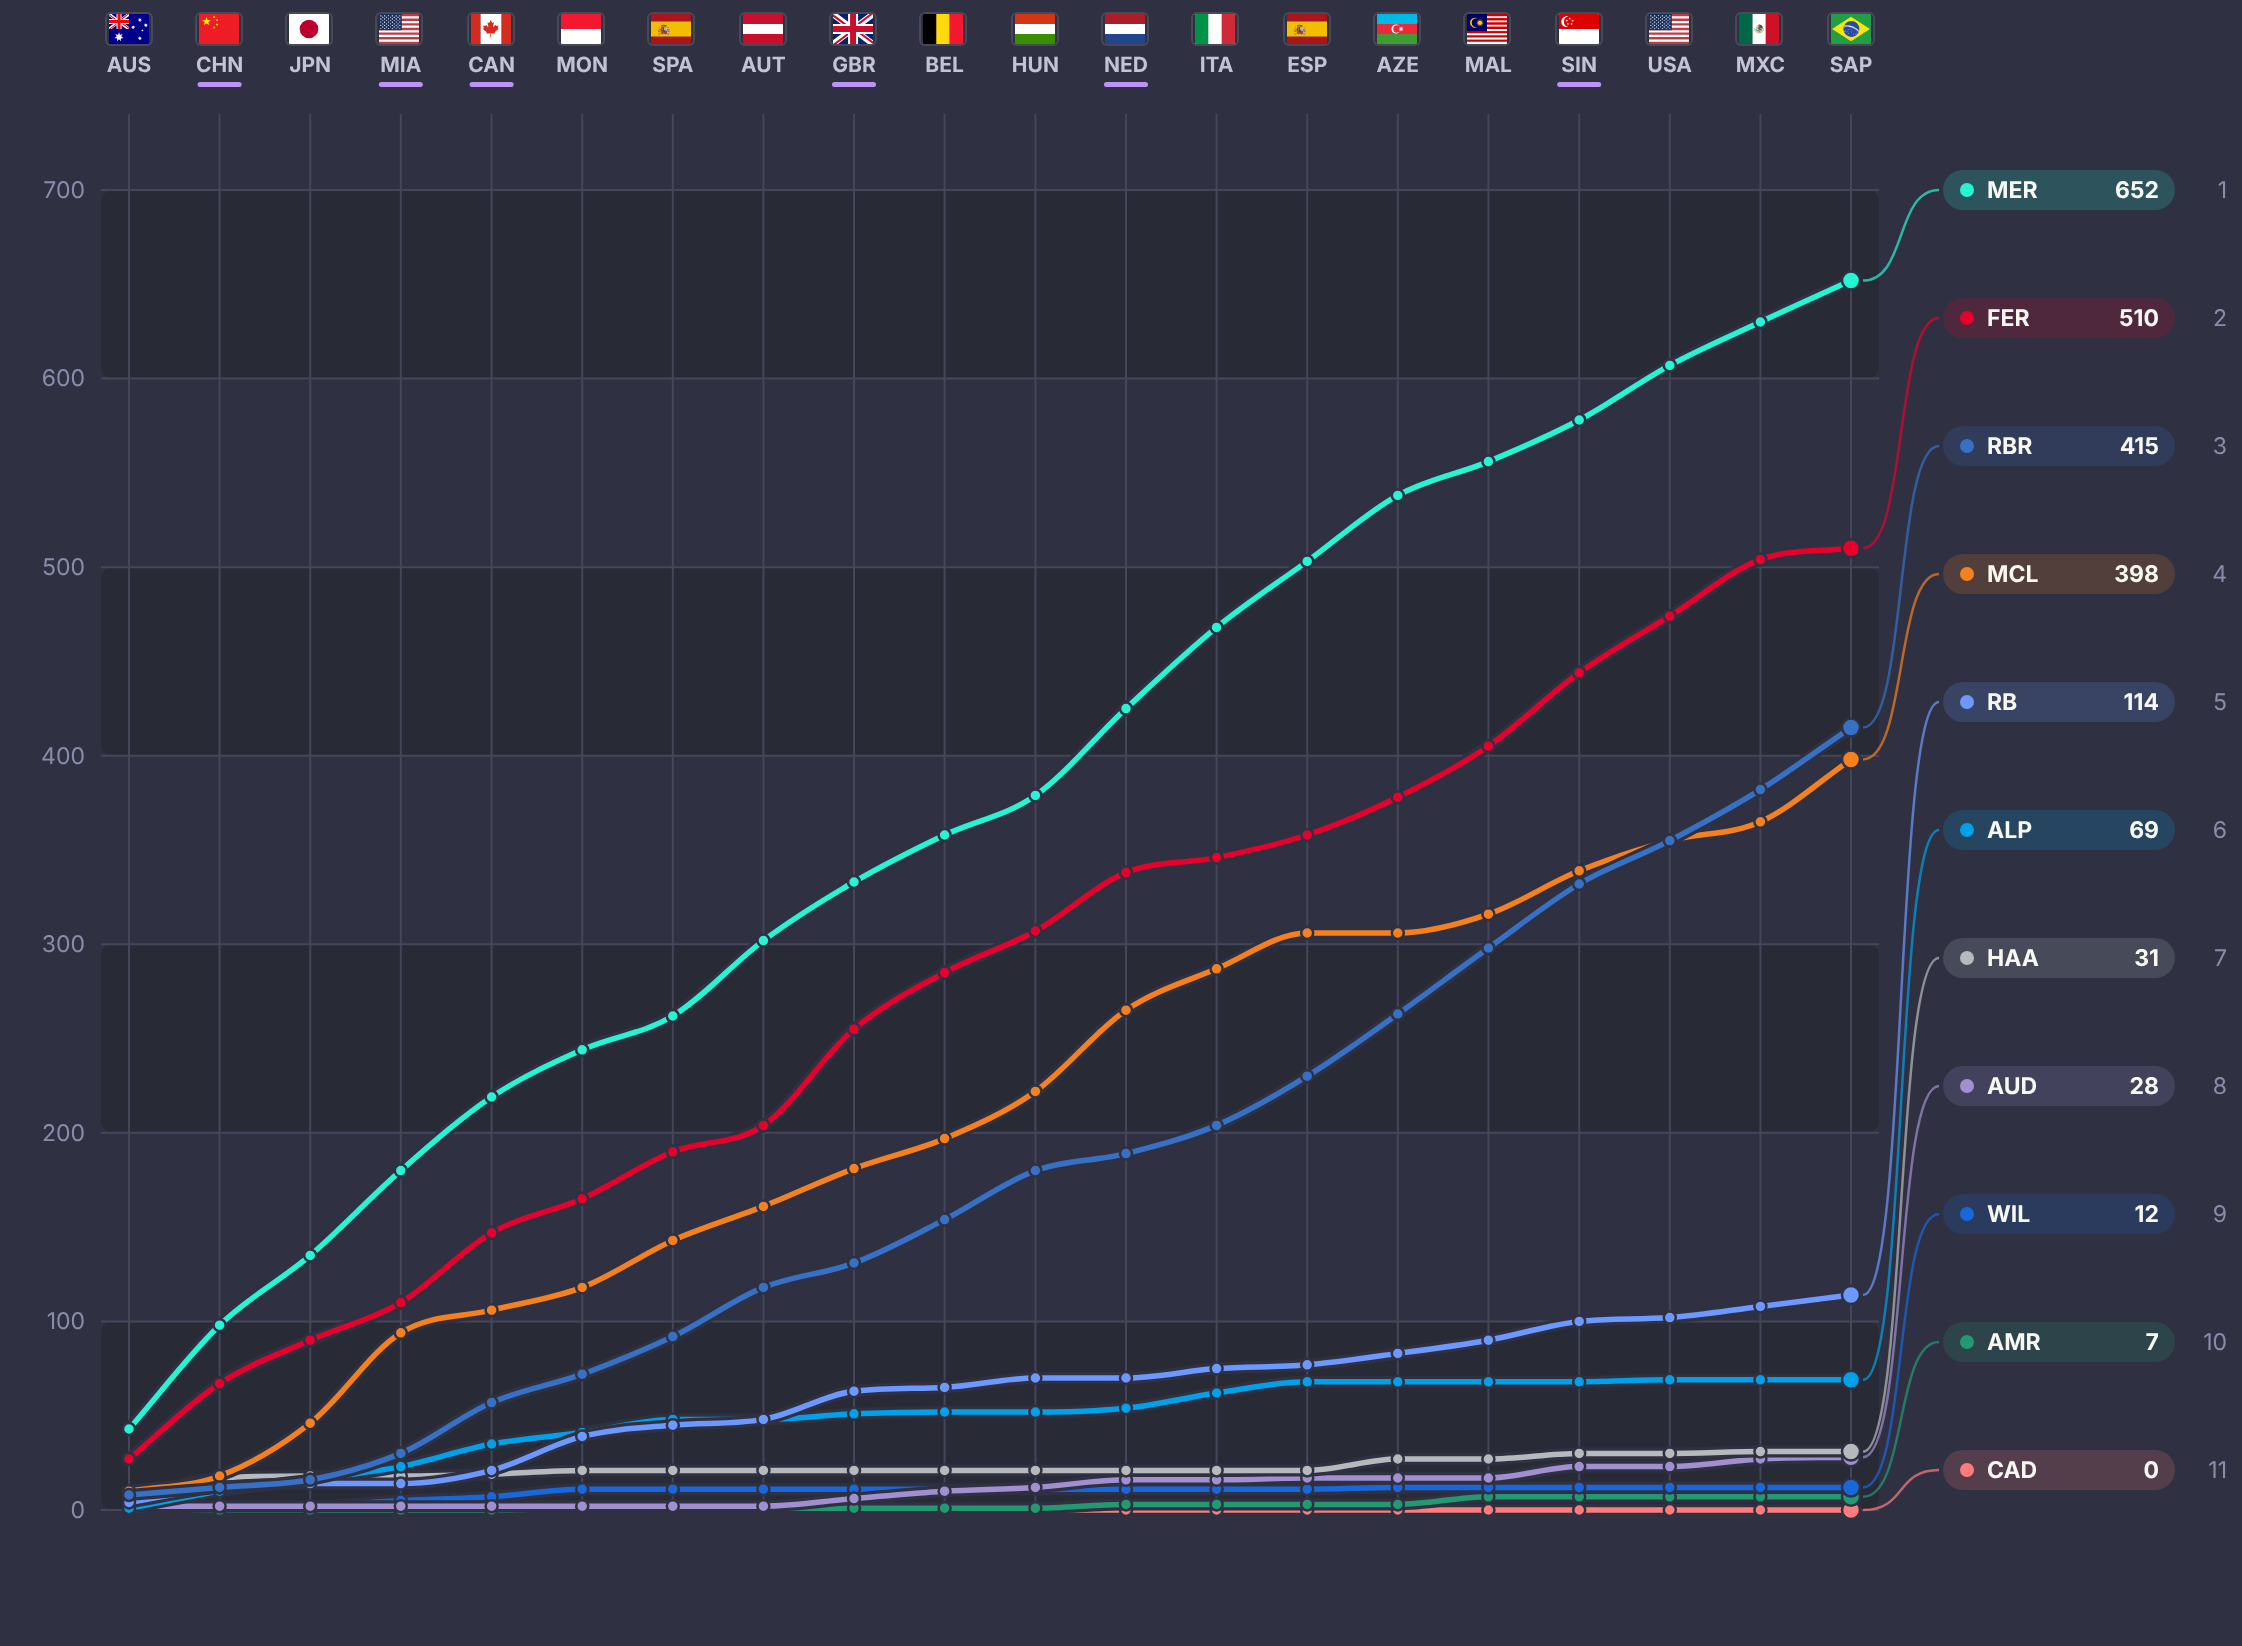 AUS CHN JPN MIA CAN MON SPA AUT GBR BEL HUN NED ITA ESP AZE MAL SIN USA MXC SAP
700
600
500
400
300
200
100
0
MER 652 1
FER 510 2
RBR 415 3
MCL 398 4
RB 114 5
ALP 69 6
HAA 31 7
AUD 28 8
WIL 12 9
AMR 7 10
CAD 0 11